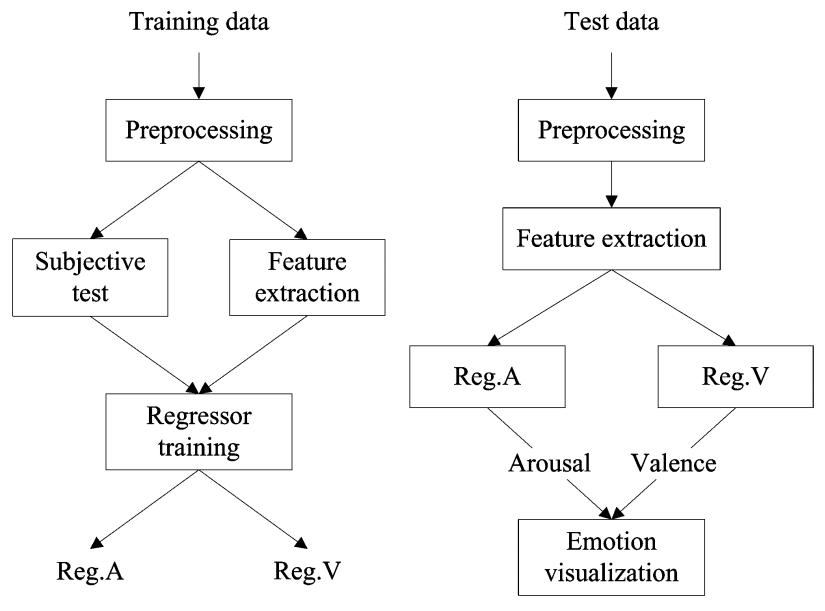 Training data
Preprocessing
Subjective
test
Feature
extraction
Regressor
training
Reg.A
Reg.V
Test data
Preprocessing
Feature extraction
Reg.A
Reg.V
Arousal
Valence
Emotion
visualization